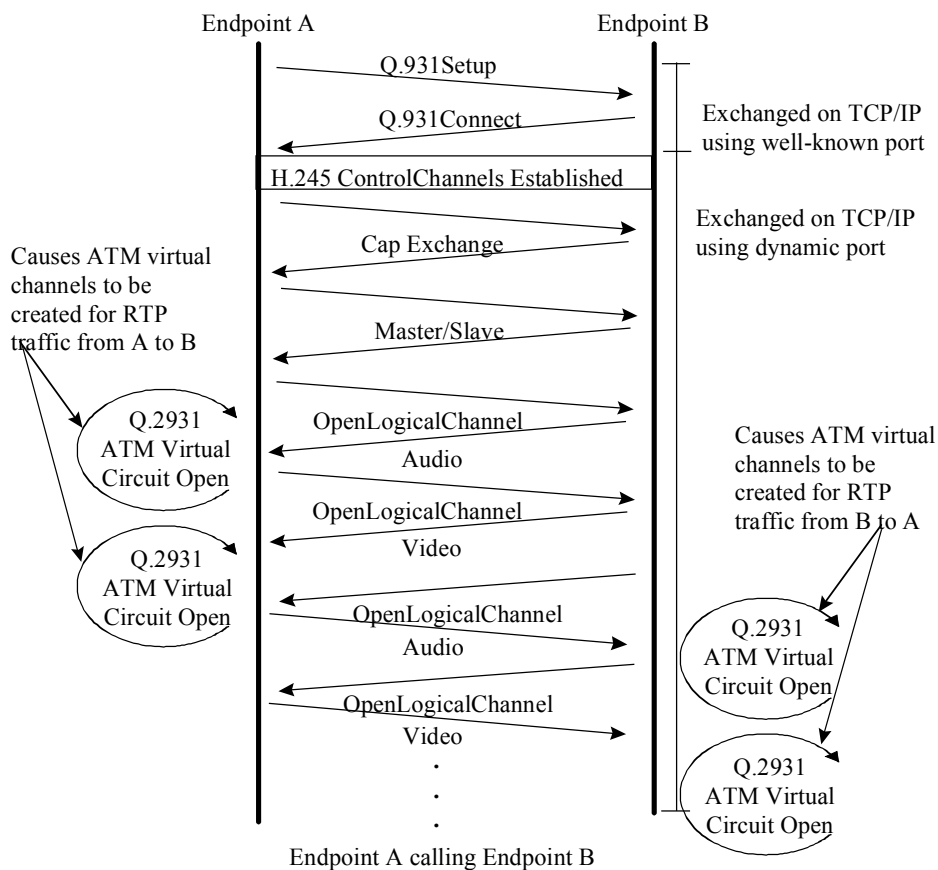 Endpoint A
Endpoint B
Q.931Setup
Q.931Connect
Exchanged on TCP/IP
using well-known port
H.245 ControlChannels Established
Exchanged on TCP/IP
using dynamic port
Cap Exchange
Causes ATM virtual
channels to be
created for RTP
traffic from A to B
Master/Slave
Q.2931
ATM Virtual
Circuit Open
OpenLogicalChannel
Audio
Causes ATM virtual
channels to be
created for RTP
traffic from B to A
OpenLogicalChannel
Video
Q.2931
ATM Virtual
Circuit Open
OpenLogicalChannel
Audio
Q.2931
ATM Virtual
Circuit Open
OpenLogicalChannel
Video
Q.2931
ATM Virtual
Circuit Open
Endpoint A calling Endpoint B